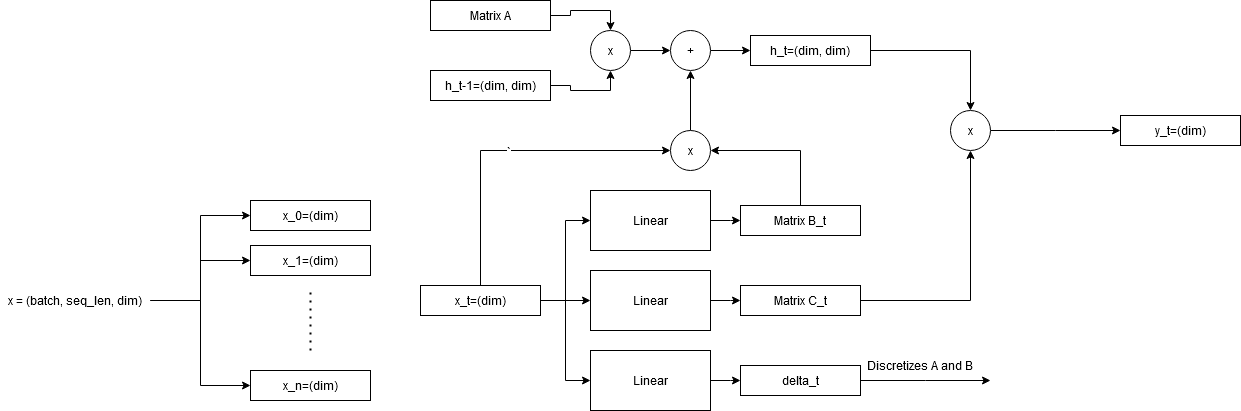 Matrix A
x
+
h_t=(dim, dim)
h_t-1=(dim, dim)
x
y_t=(dim)
`
x
x_0=(dim)
Linear
Matrix B_t
x_1=(dim)
x = (batch, seq_len, dim)
x_t=(dim)
Linear
Matrix C_t
x_n=(dim)
Linear
delta_t
Discretizes A and B